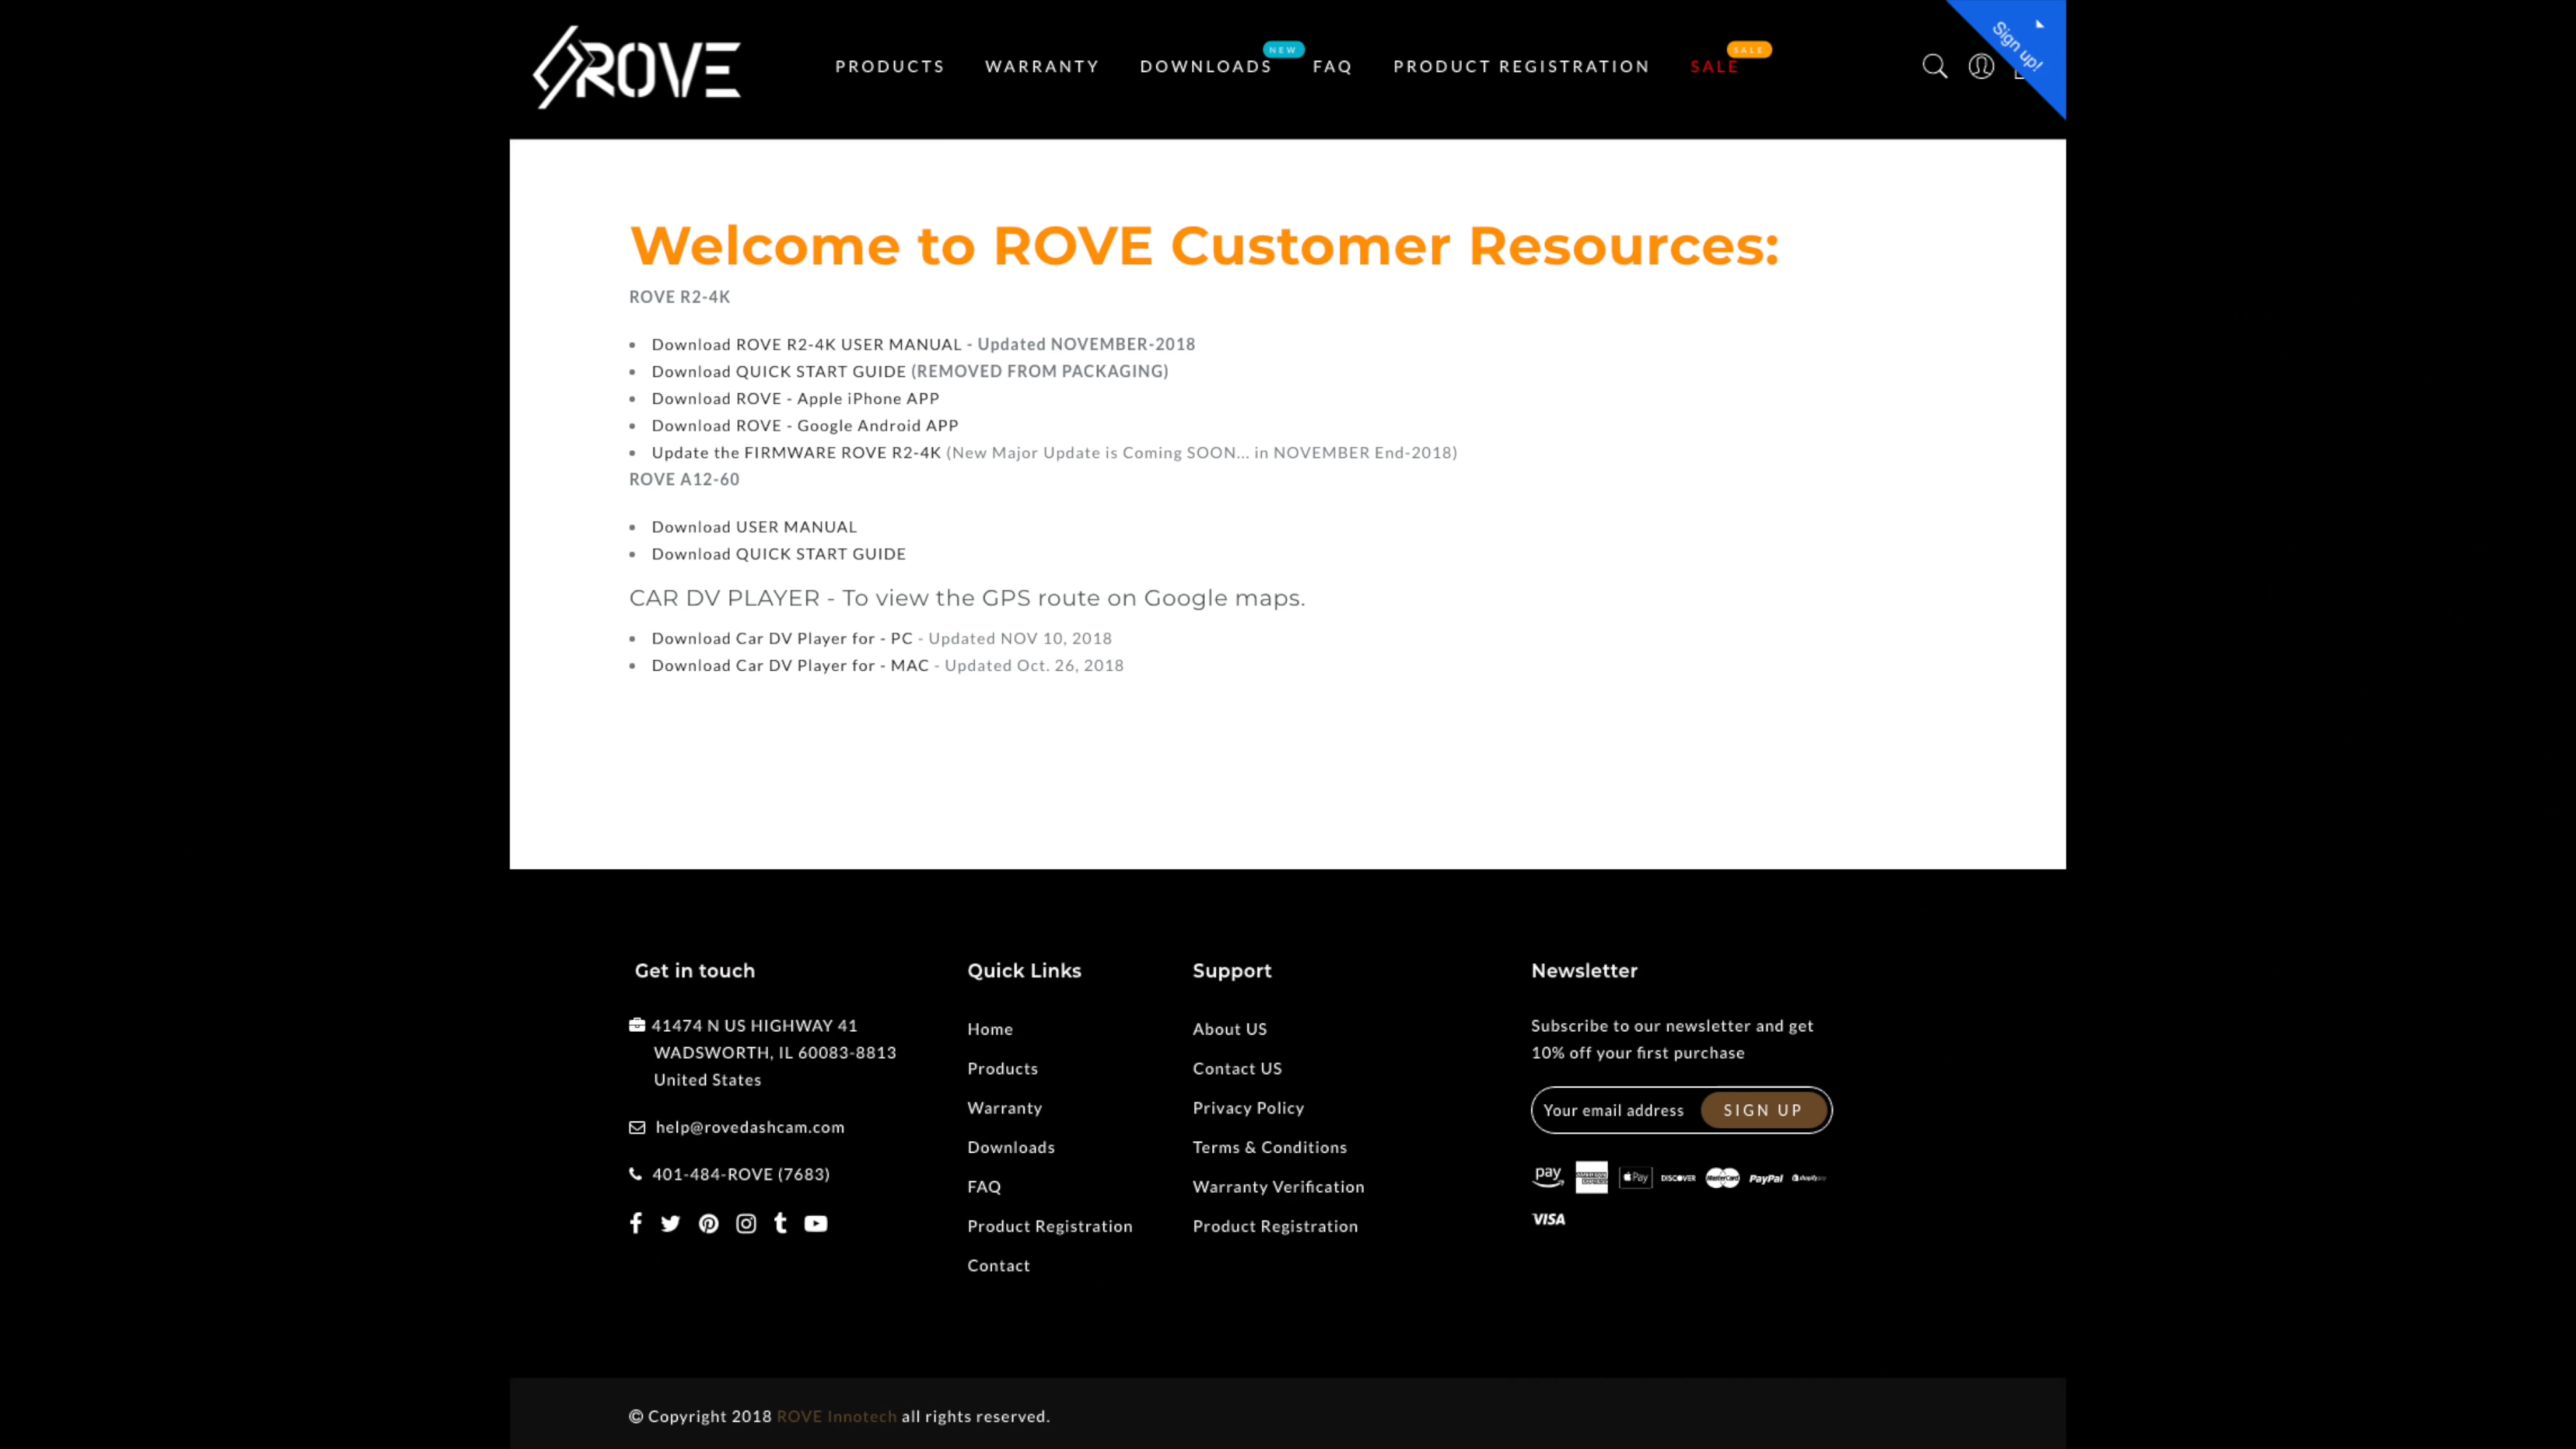 ROVE
PRODUCTS WARRANTY DOWNLOADS NEW FAQ PRODUCT REGISTRATION SALE SALE
Sign up!
Welcome to ROVE Customer Resources:
ROVE R2-4K
Download ROVE R2-4K USER MANUAL - Updated NOVEMBER-2018
Download QUICK START GUIDE (REMOVED FROM PACKAGING)
Download ROVE - Apple iPhone APP
Download ROVE - Google Android APP
Update the FIRMWARE ROVE R2-4K (New Major Update is Coming SOON... in NOVEMBER End-2018)
ROVE A12-60
Download USER MANUAL
Download QUICK START GUIDE
CAR DV PLAYER - To view the GPS route on Google maps.
Download Car DV Player for - PC - Updated NOV 10, 2018
Download Car DV Player for - MAC - Updated Oct. 26, 2018
Get in touch
41474 N US HIGHWAY 41
WADSWORTH, IL 60083-8813
United States
help@rovedashcam.com
401-484-ROVE (7683)
Quick Links
Home
Products
Warranty
Downloads
FAQ
Product Registration
Contact
Support
About US
Contact US
Privacy Policy
Terms & Conditions
Warranty Verification
Product Registration
Newsletter
Subscribe to our newsletter and get
10% off your first purchase
Your email address SIGN UP
pay Pay DISCOVER MasterCard PayPal
VISA
© Copyright 2018 ROVE Innotech all rights reserved.